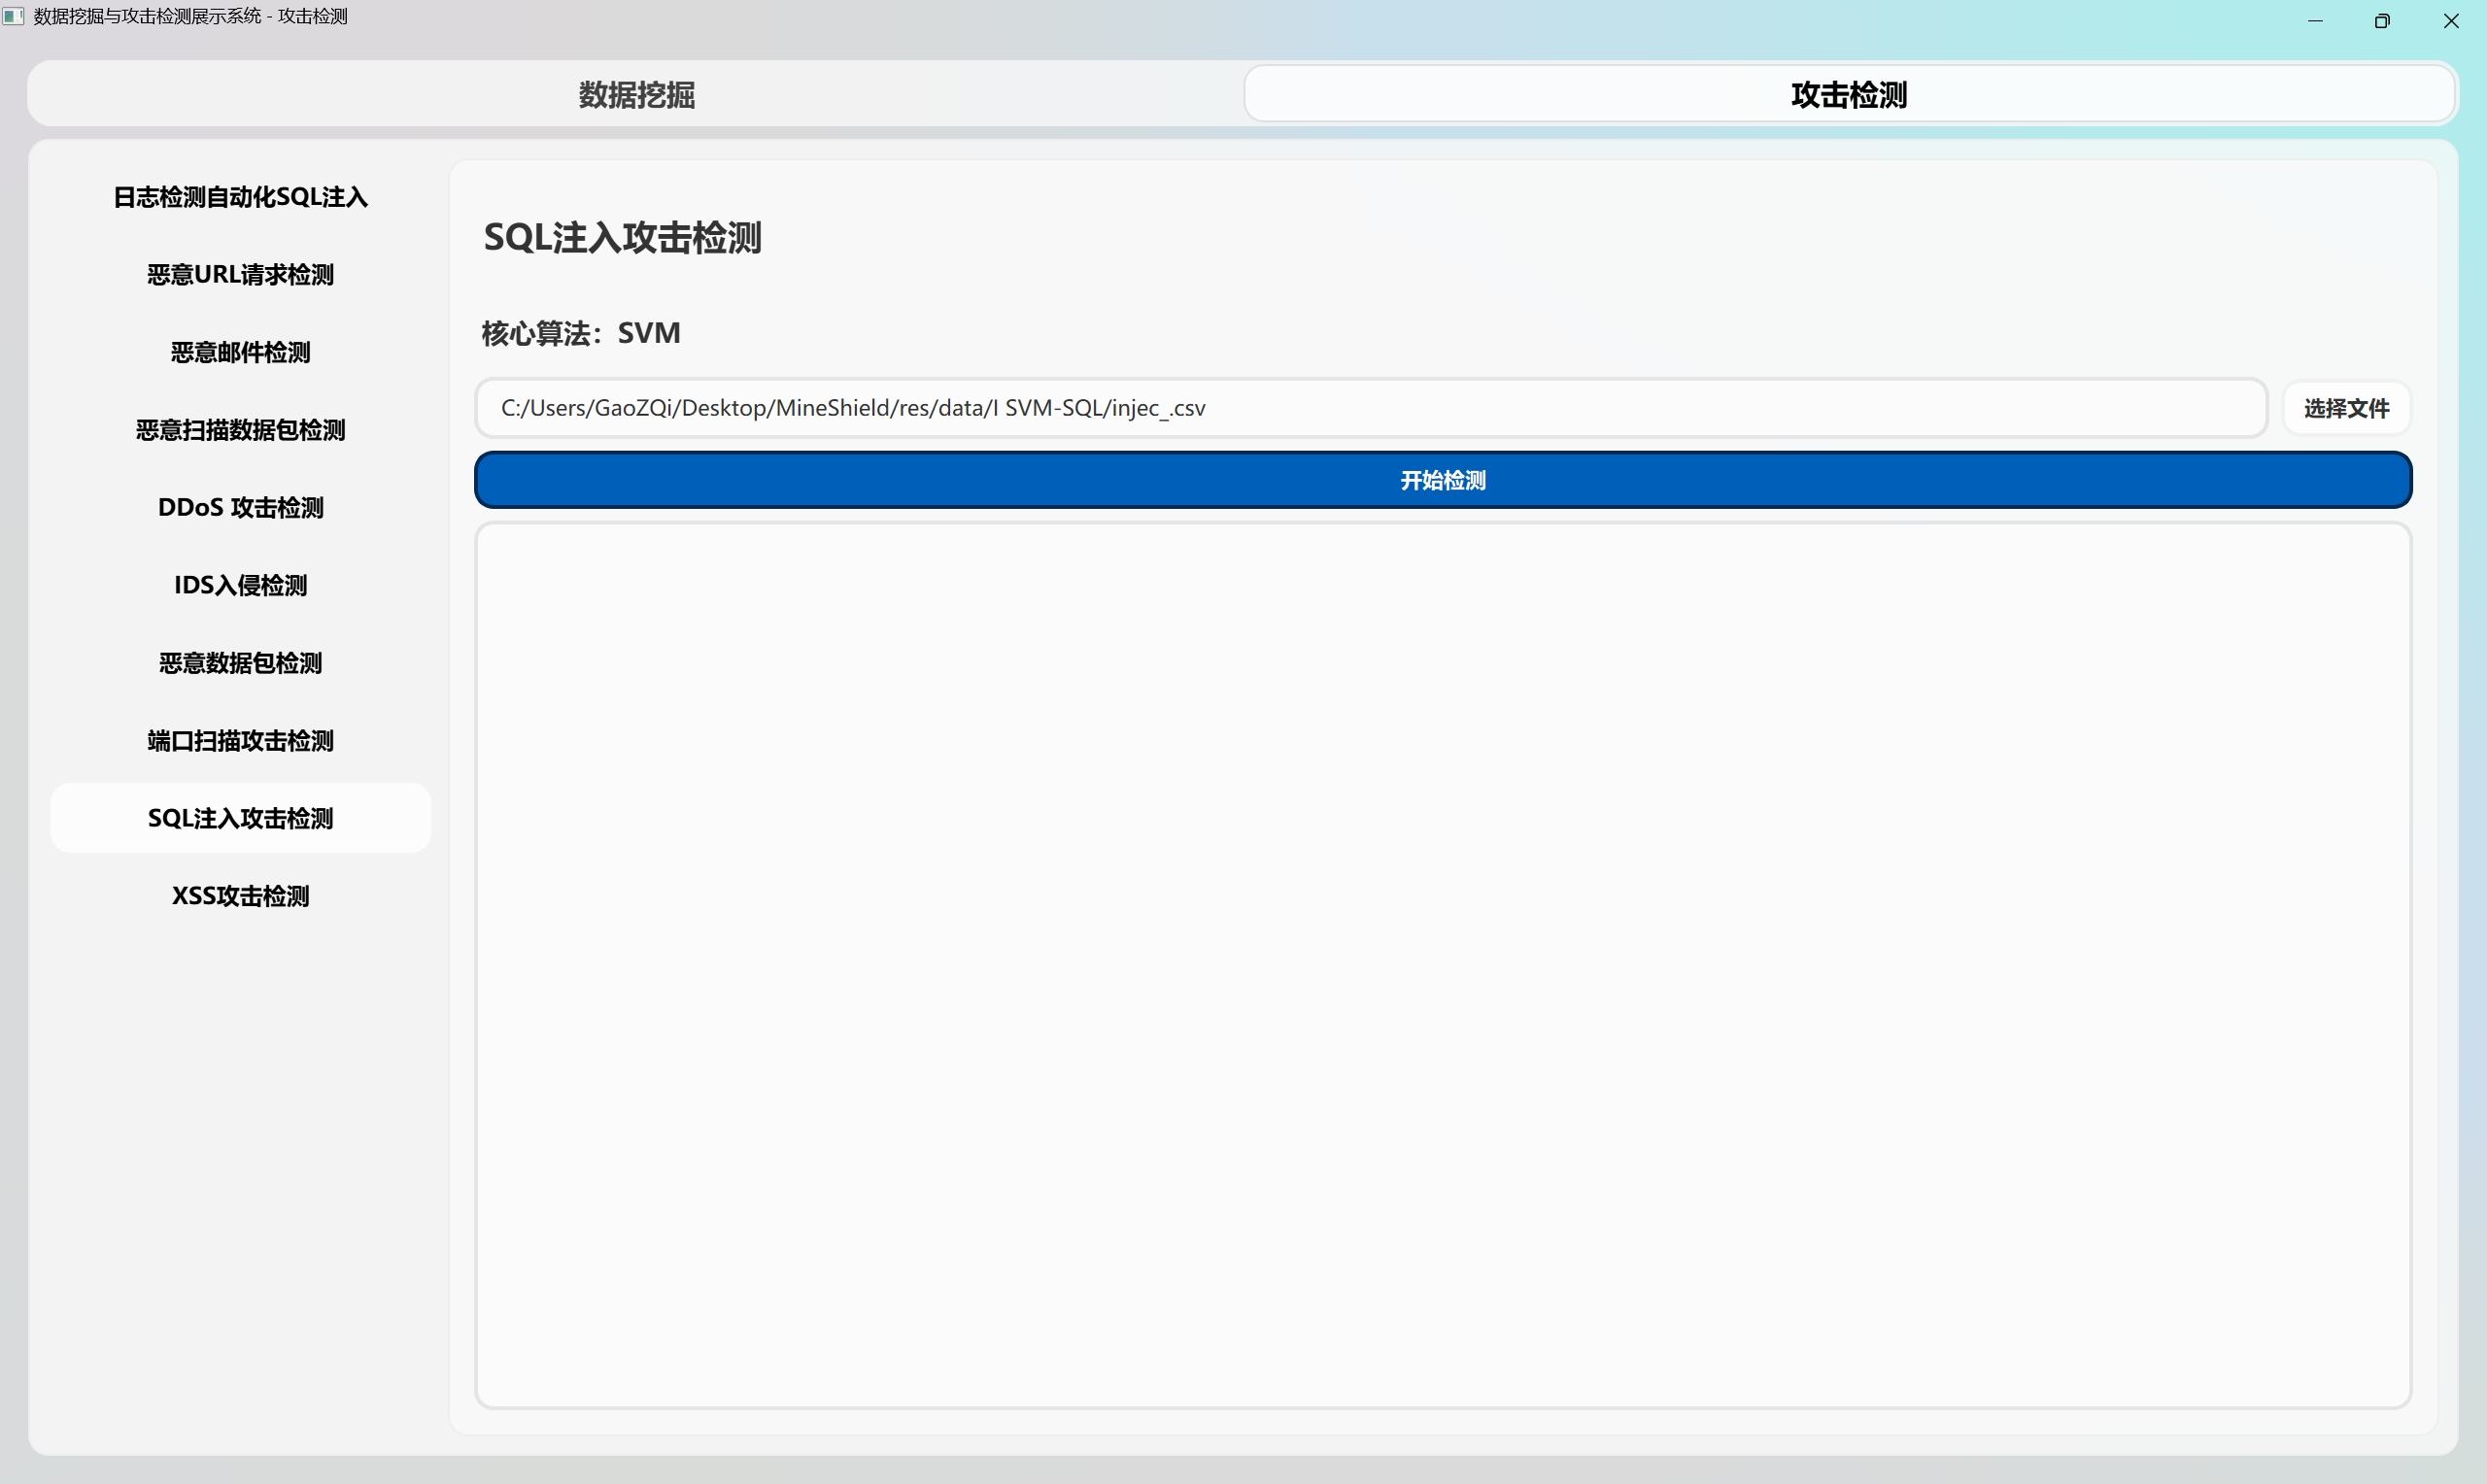 数据挖掘与攻击检测展示系统 - 攻击检测
数据挖掘
攻击检测
日志检测自动化SQL注入
恶意URL请求检测
恶意邮件检测
恶意扫描数据包检测
DDoS 攻击检测
IDS入侵检测
恶意数据包检测
端口扫描攻击检测
SQL注入攻击检测
XSS攻击检测
SQL注入攻击检测
核心算法：SVM
C:/Users/GaoZQi/Desktop/MineShield/res/data/I SVM-SQL/injec_.csv
选择文件
开始检测